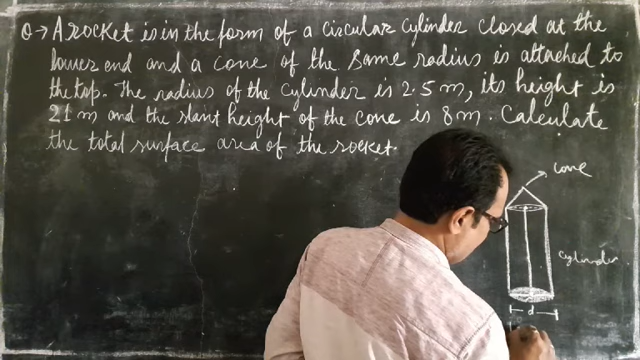 Q→ A rocket is in the form of a circular cylinder closed at the
lower end and a cone of the same radius is attached to
the top. The radius of the cylinder is 2.5 m, its height is
21 m and the slant height of the cone is 8 m. Calculate
the total surface area of the rocket.
cone
cylinder
d